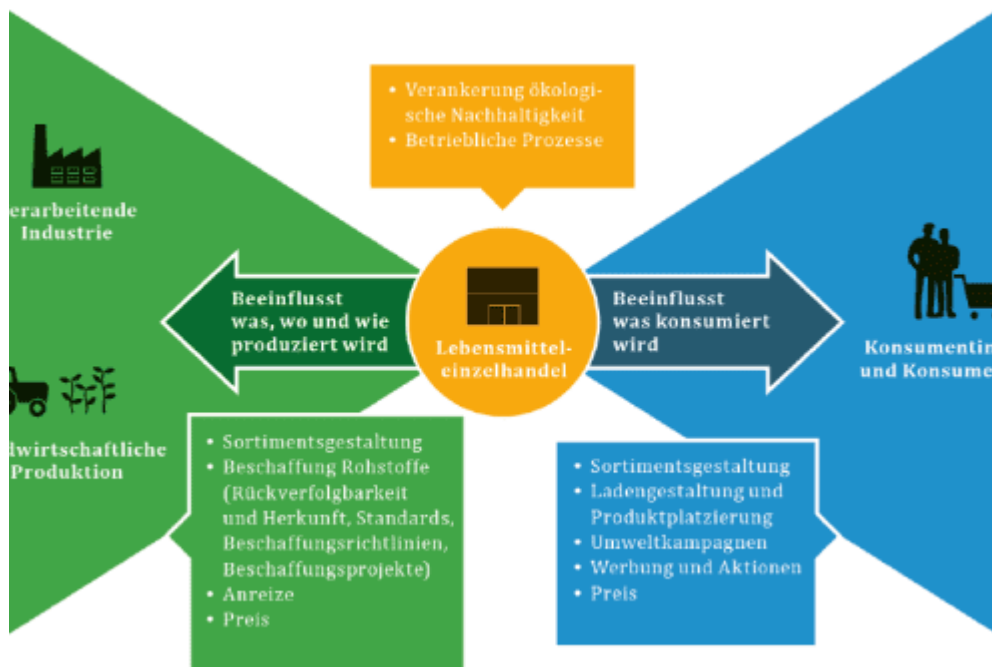 • Verankerung ökologi-
sche Nachhaltigkeit
• Betriebliche Prozesse
erarbeitende
Industrie
Beeinflusst
was, wo und wie
produziert wird
Lebensmittel-
einzelhandel
Beeinflusst
was konsumiert
wird
Konsumentin
und Konsume
dwirtschaftliche
Produktion
• Sortimentsgestaltung
• Beschaffung Rohstoffe
(Rückverfolgbarkeit
und Herkunft, Standards,
Beschaffungsrichtlinien,
Beschaffungsprojekte)
• Anreize
• Preis
• Sortimentsgestaltung
• Ladengestaltung und
Produktplatzierung
• Umweltkampagnen
• Werbung und Aktionen
• Preis